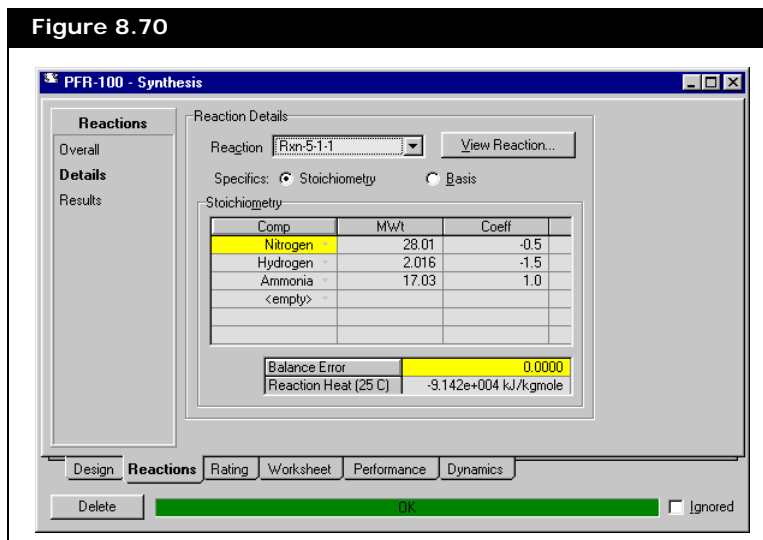 Figure 8.70
PFR-100 - Synthesis
Reactions
Overall
Details
Results
Reaction Details
Reaction Rxn-5-1-1 View Reaction...
Specifics: Stoichiometry Basis
Stoichiometry
Comp MWt Coeff
Nitrogen 28.01 -0.5
Hydrogen 2.016 -1.5
Ammonia 17.03 1.0
<empty>
Balance Error 0.0000
Reaction Heat (25 C) -9.142e+004 kJ/kgmole
Design Reactions Rating Worksheet Performance Dynamics
Delete OK Ignored